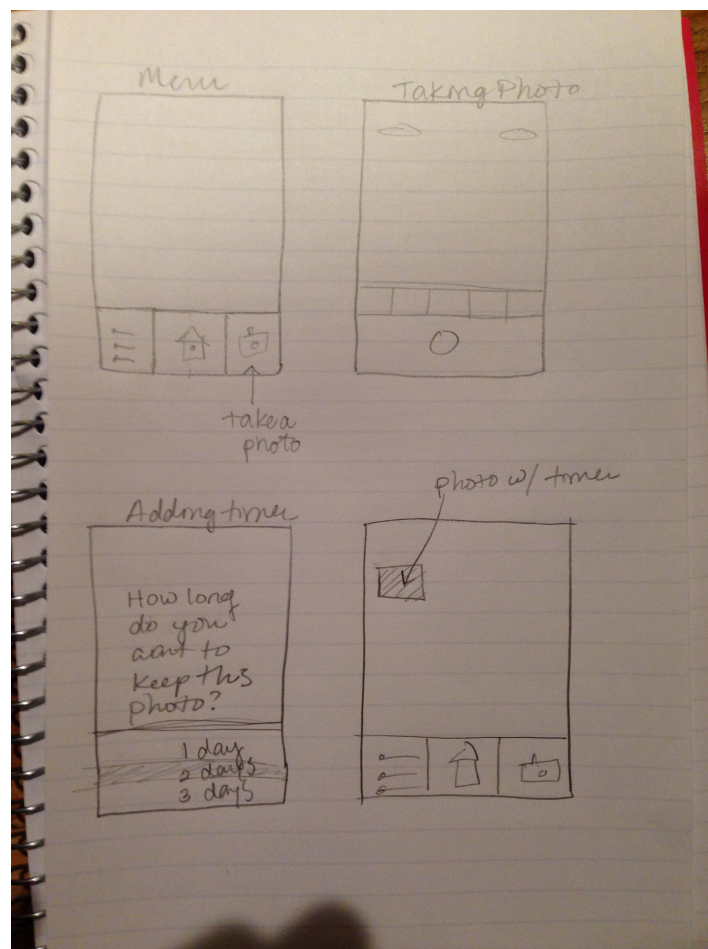 Menu
Taking Photo
take a
photo
Adding timer
How long
do you
want to
keep this
photo?
1 day
2 days
3 days
photo w/ timer